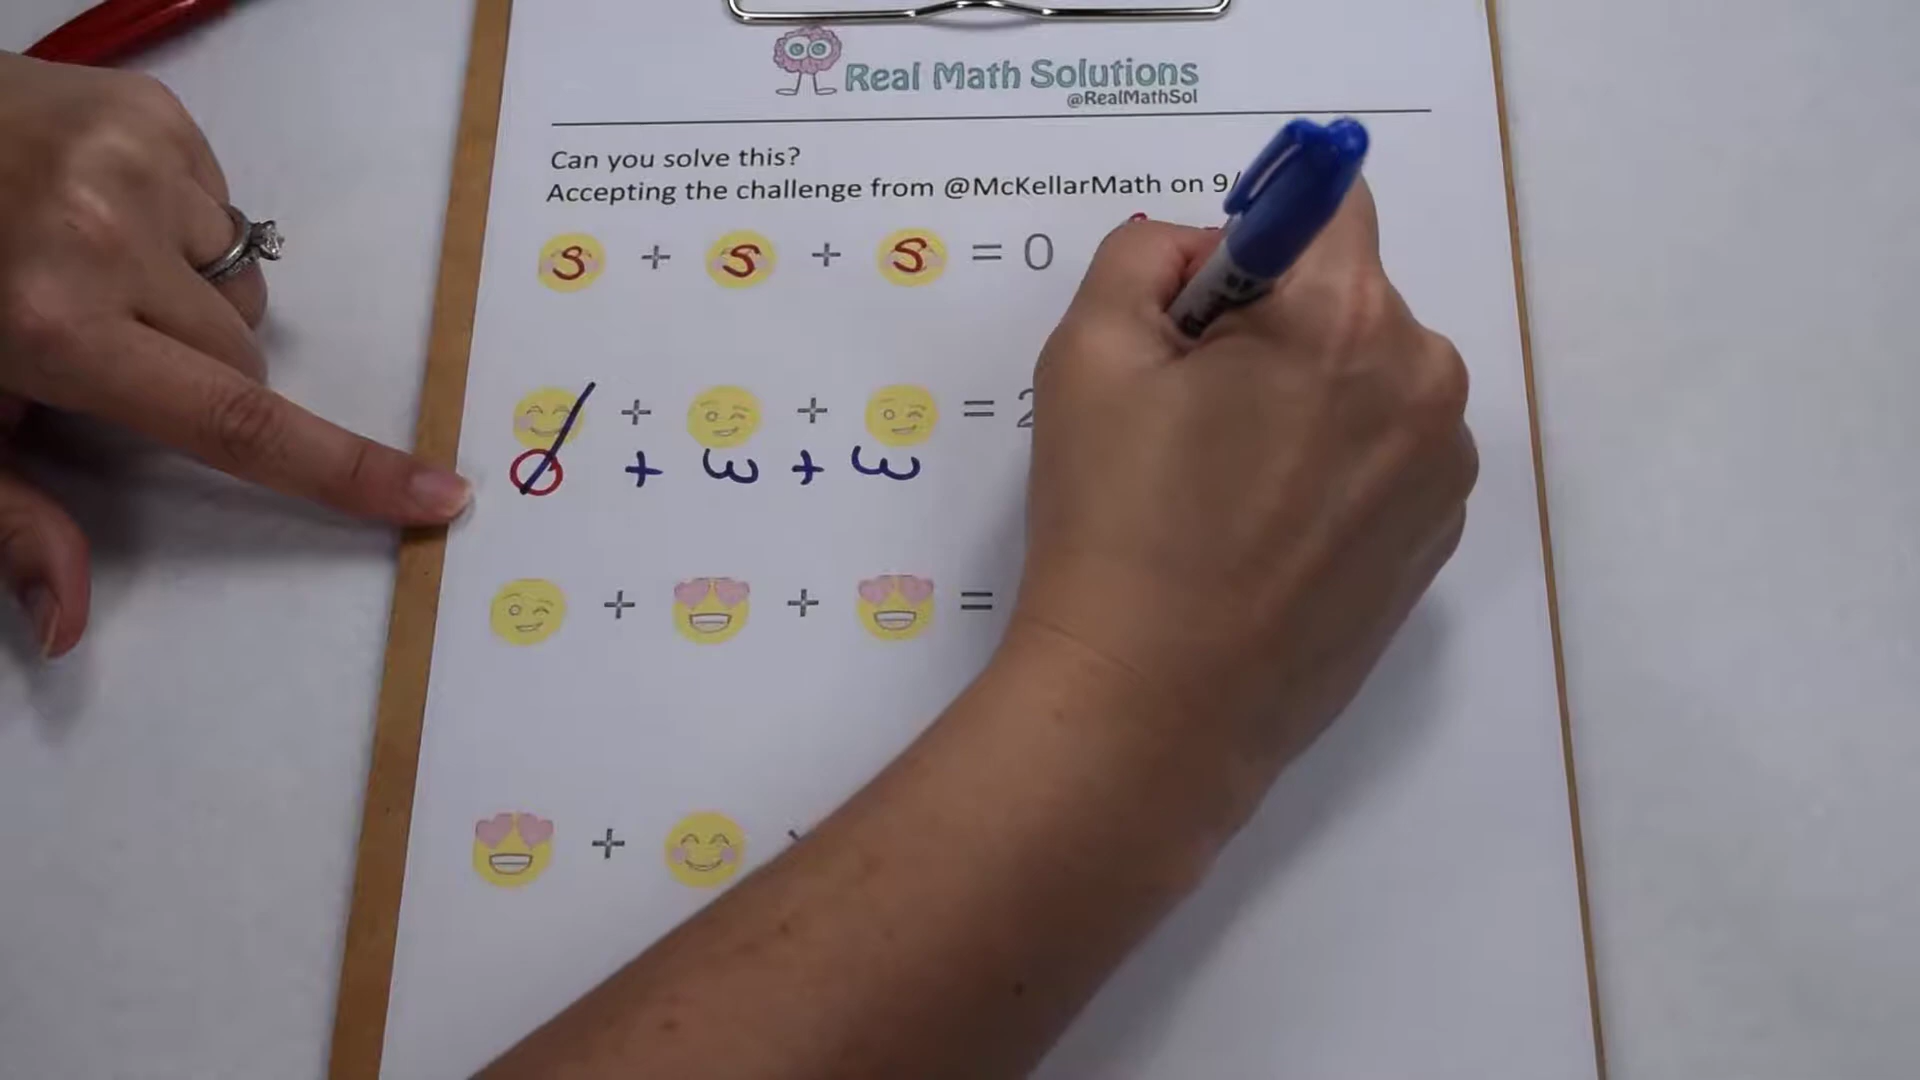 Real Math Solutions
@RealMathSol
Can you solve this?
Accepting the challenge from @McKellarMath on 9/
S + S + S = 0
+ + = 2
0 + w + w
+ + =
+